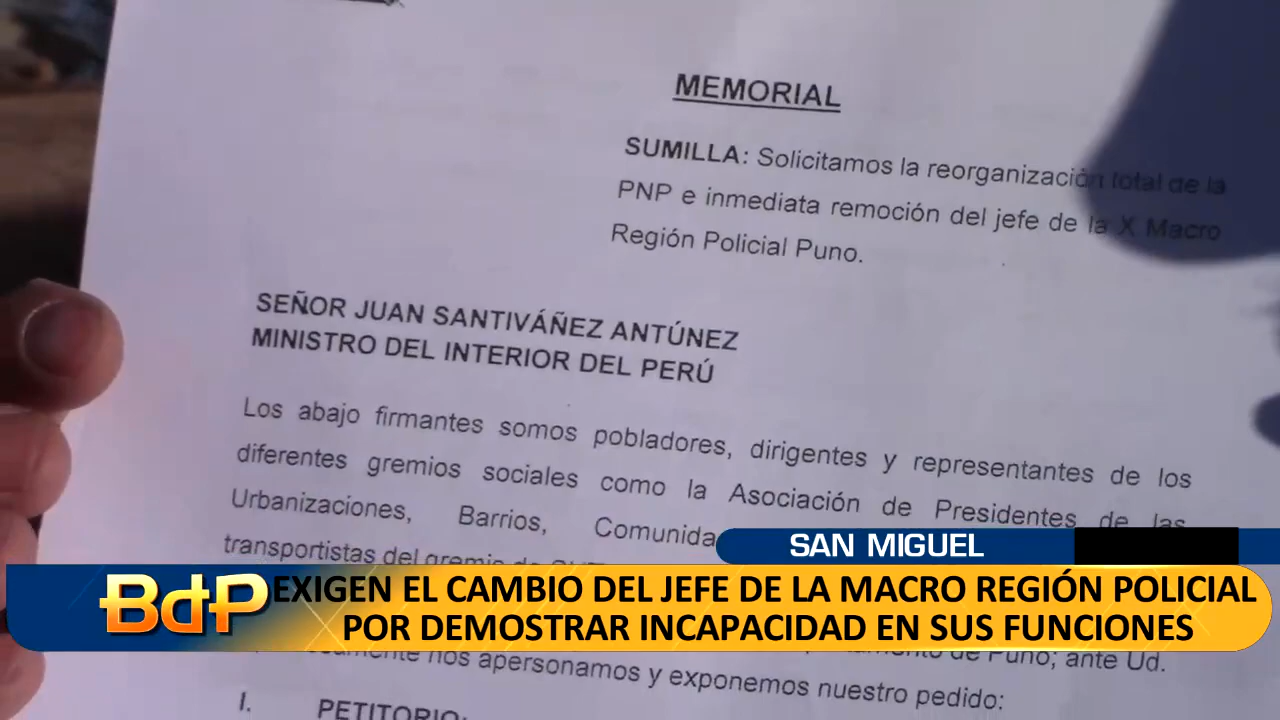 MEMORIAL
SUMILLA: Solicitamos la reorganización total de la
PNP e inmediata remoción del jefe de la X Macro
Región Policial Puno.
SEÑOR JUAN SANTIVÁÑEZ ANTÚNEZ
MINISTRO DEL INTERIOR DEL PERÚ
Los abajo firmantes somos pobladores, dirigentes y representantes de los
diferentes gremios sociales como la Asociación de Presidentes de las
Urbanizaciones, Barrios,
transportistas del gremio de
de Puno; ante Ud.
nos apersonamos y exponemos nuestro pedido:
I. PETITORIO:
SAN MIGUEL
BdP
EXIGEN EL CAMBIO DEL JEFE DE LA MACRO REGIÓN POLICIAL
POR DEMOSTRAR INCAPACIDAD EN SUS FUNCIONES